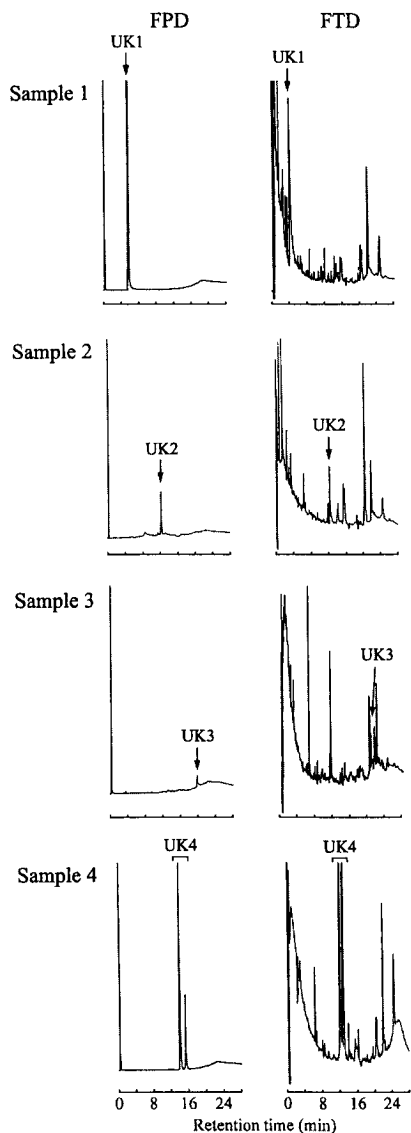 FPD FTD
UK1 UK1
Sample 1
Sample 2
UK2 UK2
Sample 3
UK3 UK3
UK4 UK4
Sample 4
0 8 16 24 0 8 16 24
Retention time (min)